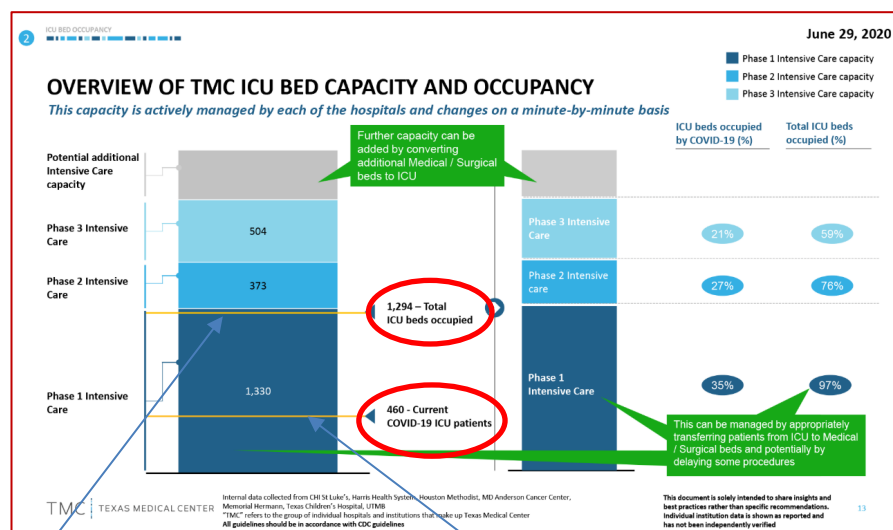 2
ICU BED OCCUPANCY
June 29, 2020
Phase 1 Intensive Care capacity
Phase 2 Intensive Care capacity
Phase 3 Intensive Care capacity
OVERVIEW OF TMC ICU BED CAPACITY AND OCCUPANCY
This capacity is actively managed by each of the hospitals and changes on a minute-by-minute basis
ICU beds occupied
by COVID-19 (%)
Total ICU beds
occupied (%)
Further capacity can be
added by converting
additional Medical / Surgical
beds to ICU
Potential additional
Intensive Care
capacity
Phase 3 Intensive
Care
504
Phase 3 Intensive
Care
21%
59%
Phase 2 Intensive
Care
373
Phase 2 Intensive
care
27%
76%
1,294 – Total
ICU beds occupied
Phase 1 Intensive
Care
1,330
460 - Current
COVID-19 ICU patients
Phase 1
Intensive Care
35%
97%
This can be managed by appropriately
transferring patients from ICU to Medical
/ Surgical beds and potentially by
delaying some procedures
TMC TEXAS MEDICAL CENTER
Internal data collected from CHI St Luke's, Harris Health System, Houston Methodist, MD Anderson Cancer Center,
Memorial Hermann, Texas Children's Hospital, UTMB
"TMC" refers to the group of individual hospitals and institutions that make up Texas Medical Center
All guidelines should be in accordance with CDC guidelines
This document is solely intended to share insights and
best practices rather than specific recommendations.
Individual institution data is shown as reported and
has not been independently verified
13